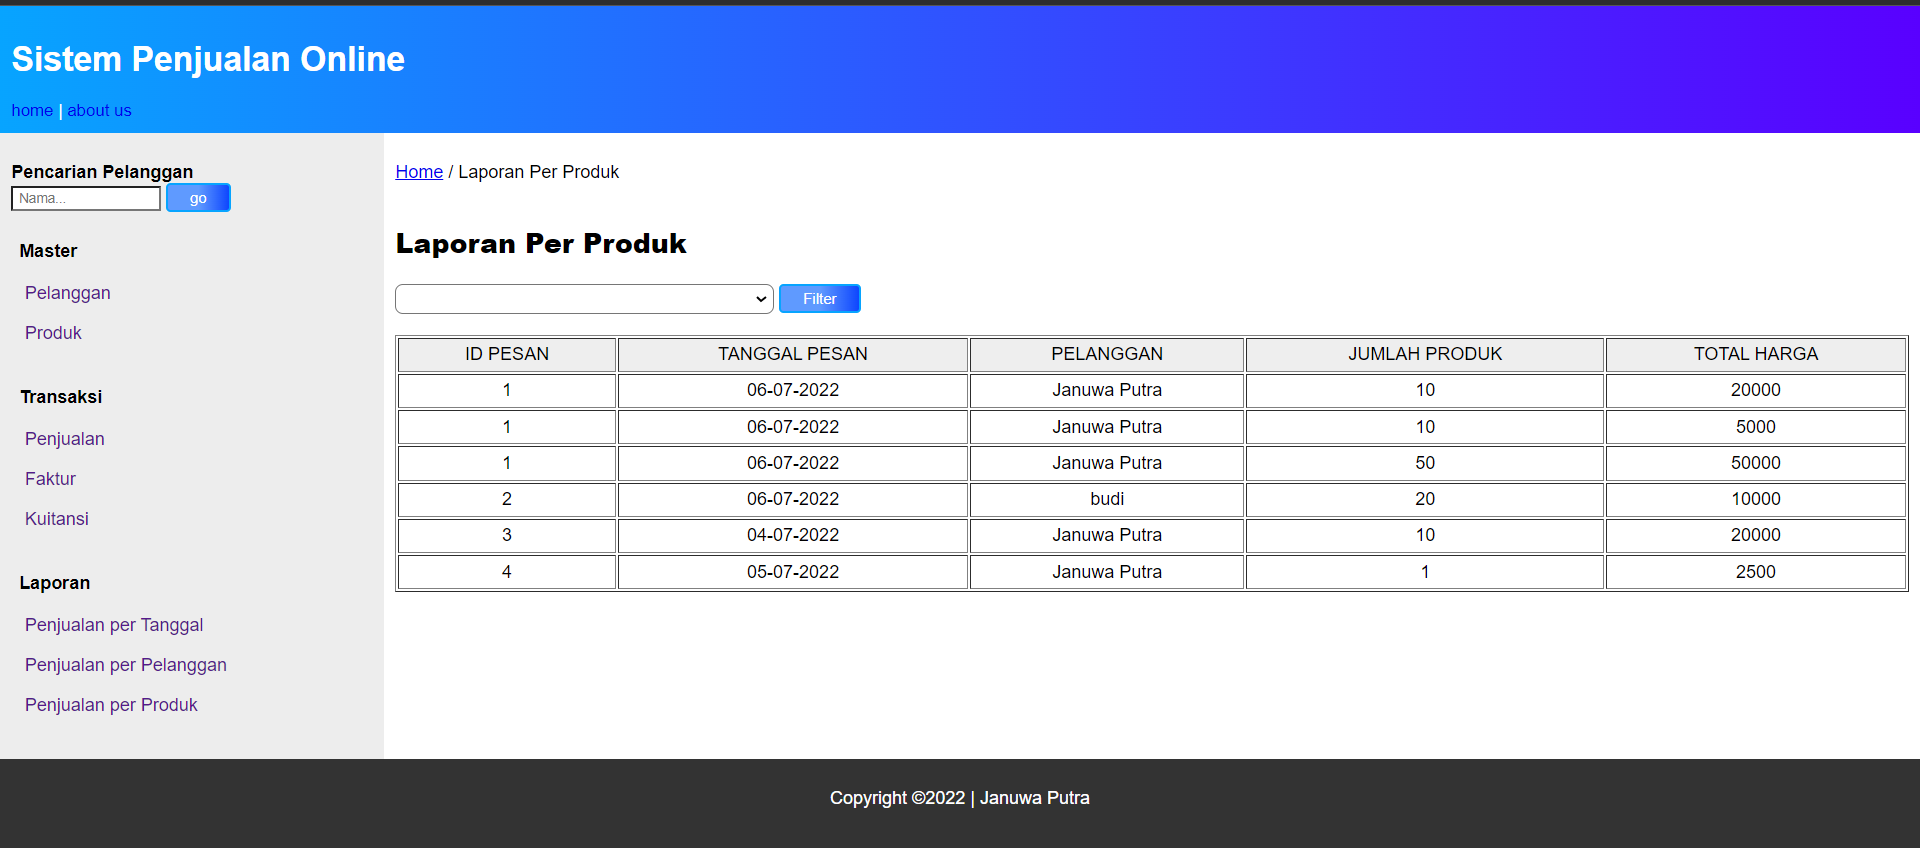 Sistem Penjualan Online
home | about us
Pencarian Pelanggan
Nama...
go
Master
Pelanggan
Produk
Transaksi
Penjualan
Faktur
Kuitansi
Laporan
Penjualan per Tanggal
Penjualan per Pelanggan
Penjualan per Produk
Home / Laporan Per Produk
Laporan Per Produk
Filter
ID PESAN TANGGAL PESAN PELANGGAN JUMLAH PRODUK TOTAL HARGA
1 06-07-2022 Januwa Putra 10 20000
1 06-07-2022 Januwa Putra 10 5000
1 06-07-2022 Januwa Putra 50 50000
2 06-07-2022 budi 20 10000
3 04-07-2022 Januwa Putra 10 20000
4 05-07-2022 Januwa Putra 1 2500
Copyright ©2022 | Januwa Putra